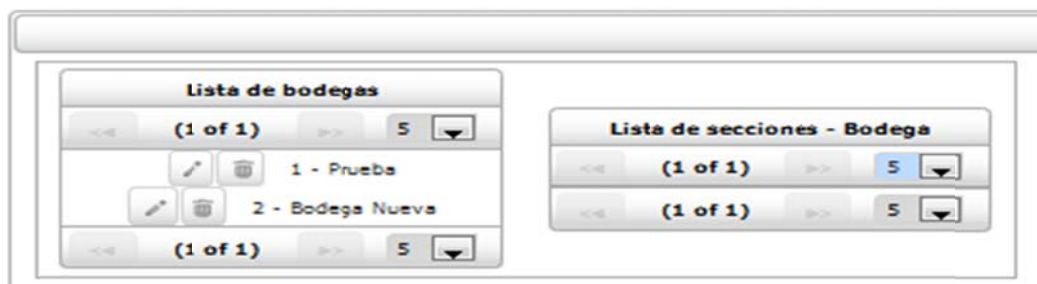 Lista de bodegas
<< (1 of 1) >> 5
1 - Prueba
2 - Bodega Nueva
<< (1 of 1) >> 5
Lista de secciones - Bodega
<< (1 of 1) >> 5
<< (1 of 1) >> 5